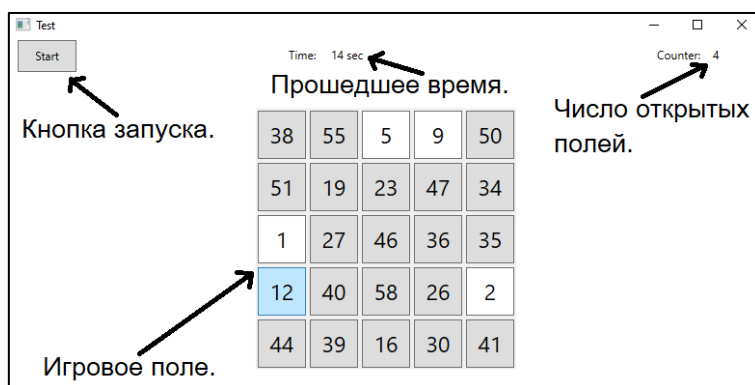 Test
Start
Time: 14 sec
Counter: 4
Прошедшее время.
Число открытых
полей.
Кнопка запуска.
38 55 5 9 50
51 19 23 47 34
1 27 46 36 35
12 40 58 26 2
44 39 16 30 41
Игровое поле.